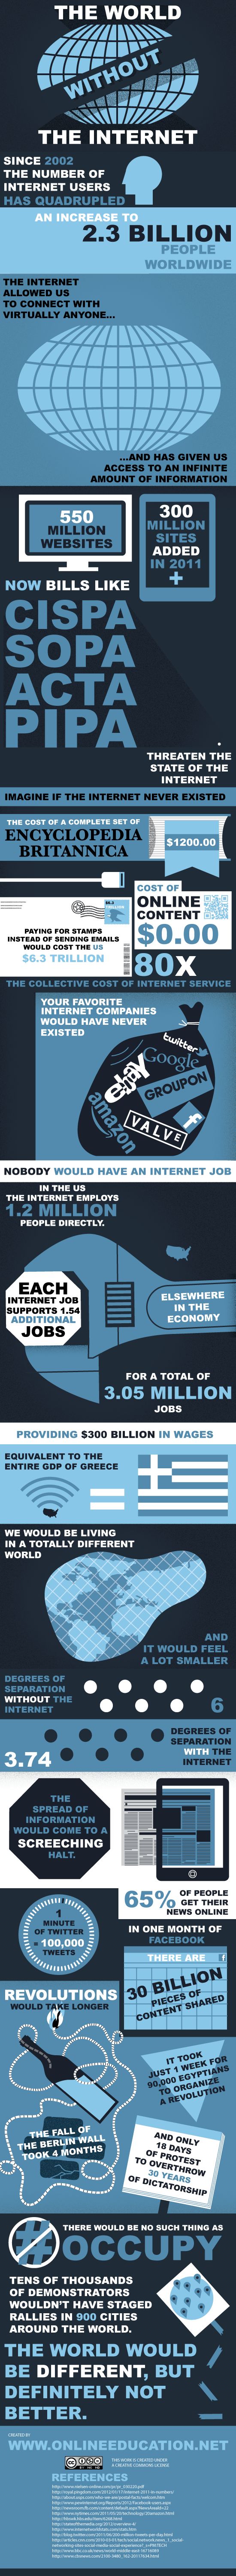 THE WORLD
WITHOUT
THE INTERNET
SINCE 2002
THE NUMBER OF
INTERNET USERS
HAS QUADRUPLED
AN INCREASE TO
2.3 BILLION
PEOPLE
WORLDWIDE
THE INTERNET
ALLOWED US
TO CONNECT WITH
VIRTUALLY ANYONE...
...AND HAS GIVEN US
ACCESS TO AN INFINITE
AMOUNT OF INFORMATION
550
MILLION
WEBSITES
300
MILLION
SITES
ADDED
IN 2011
+
NOW BILLS LIKE
CISPA
SOPA
ACTA
PIPA
THREATEN THE
STATE OF THE
INTERNET
IMAGINE IF THE INTERNET NEVER EXISTED
THE COST OF A COMPLETE SET OF
ENCYCLOPEDIA
BRITANNICA
$1200.00
COST OF
ONLINE
CONTENT
$0.00
PAYING FOR STAMPS
INSTEAD OF SENDING EMAILS
WOULD COST THE US
$6.3 TRILLION
80X
THE COLLECTIVE COST OF INTERNET SERVICE
YOUR FAVORITE
INTERNET COMPANIES
WOULD HAVE NEVER
EXISTED
twitter
Google
ebay
GROUPON
amazon
VALVE
f
NOBODY WOULD HAVE AN INTERNET JOB
IN THE US
THE INTERNET EMPLOYS
1.2 MILLION
PEOPLE DIRECTLY.
EACH
INTERNET JOB
SUPPORTS 1.54
ADDITIONAL
JOBS
ELSEWHERE
IN THE
ECONOMY
FOR A TOTAL OF
3.05 MILLION
JOBS
PROVIDING $300 BILLION IN WAGES
EQUIVALENT TO THE
ENTIRE GDP OF GREECE
WE WOULD BE LIVING
IN A TOTALLY DIFFERENT
WORLD
AND
IT WOULD FEEL
A LOT SMALLER
DEGREES OF
SEPARATION
WITHOUT THE
INTERNET
6
3.74
DEGREES OF
SEPARATION
WITH THE
INTERNET
THE
SPREAD OF
INFORMATION
WOULD COME TO A
SCREECHING
HALT.
65% OF PEOPLE
GET THEIR
NEWS ONLINE
1
MINUTE
OF TWITTER
= 100,000
TWEETS
IN ONE MONTH OF
FACEBOOK
THERE ARE
f
30 BILLION
PIECES OF
CONTENT SHARED
REVOLUTIONS
WOULD TAKE LONGER
IT TOOK
JUST 1 WEEK FOR
90,000 EGYPTIANS
TO ORGANIZE
A REVOLUTION
THE FALL OF
THE BERLIN WALL
TOOK 4 MONTHS
AND ONLY
18 DAYS
OF PROTEST
TO OVERTHROW
30 YEARS
OF DICTATORSHIP
#
THERE WOULD BE NO SUCH THING AS
OCCUPY
TENS OF THOUSANDS
OF DEMONSTRATORS
WOULDN'T HAVE STAGED
RALLIES IN 900 CITIES
AROUND THE WORLD.
THE WORLD WOULD
BE DIFFERENT, BUT
DEFINITELY NOT
BETTER.
CREATED BY
WWW.ONLINEEDUCATION.NET
THIS WORK IS UNDER
A CREATIVE COMMONS LICENSE.
REFERENCES